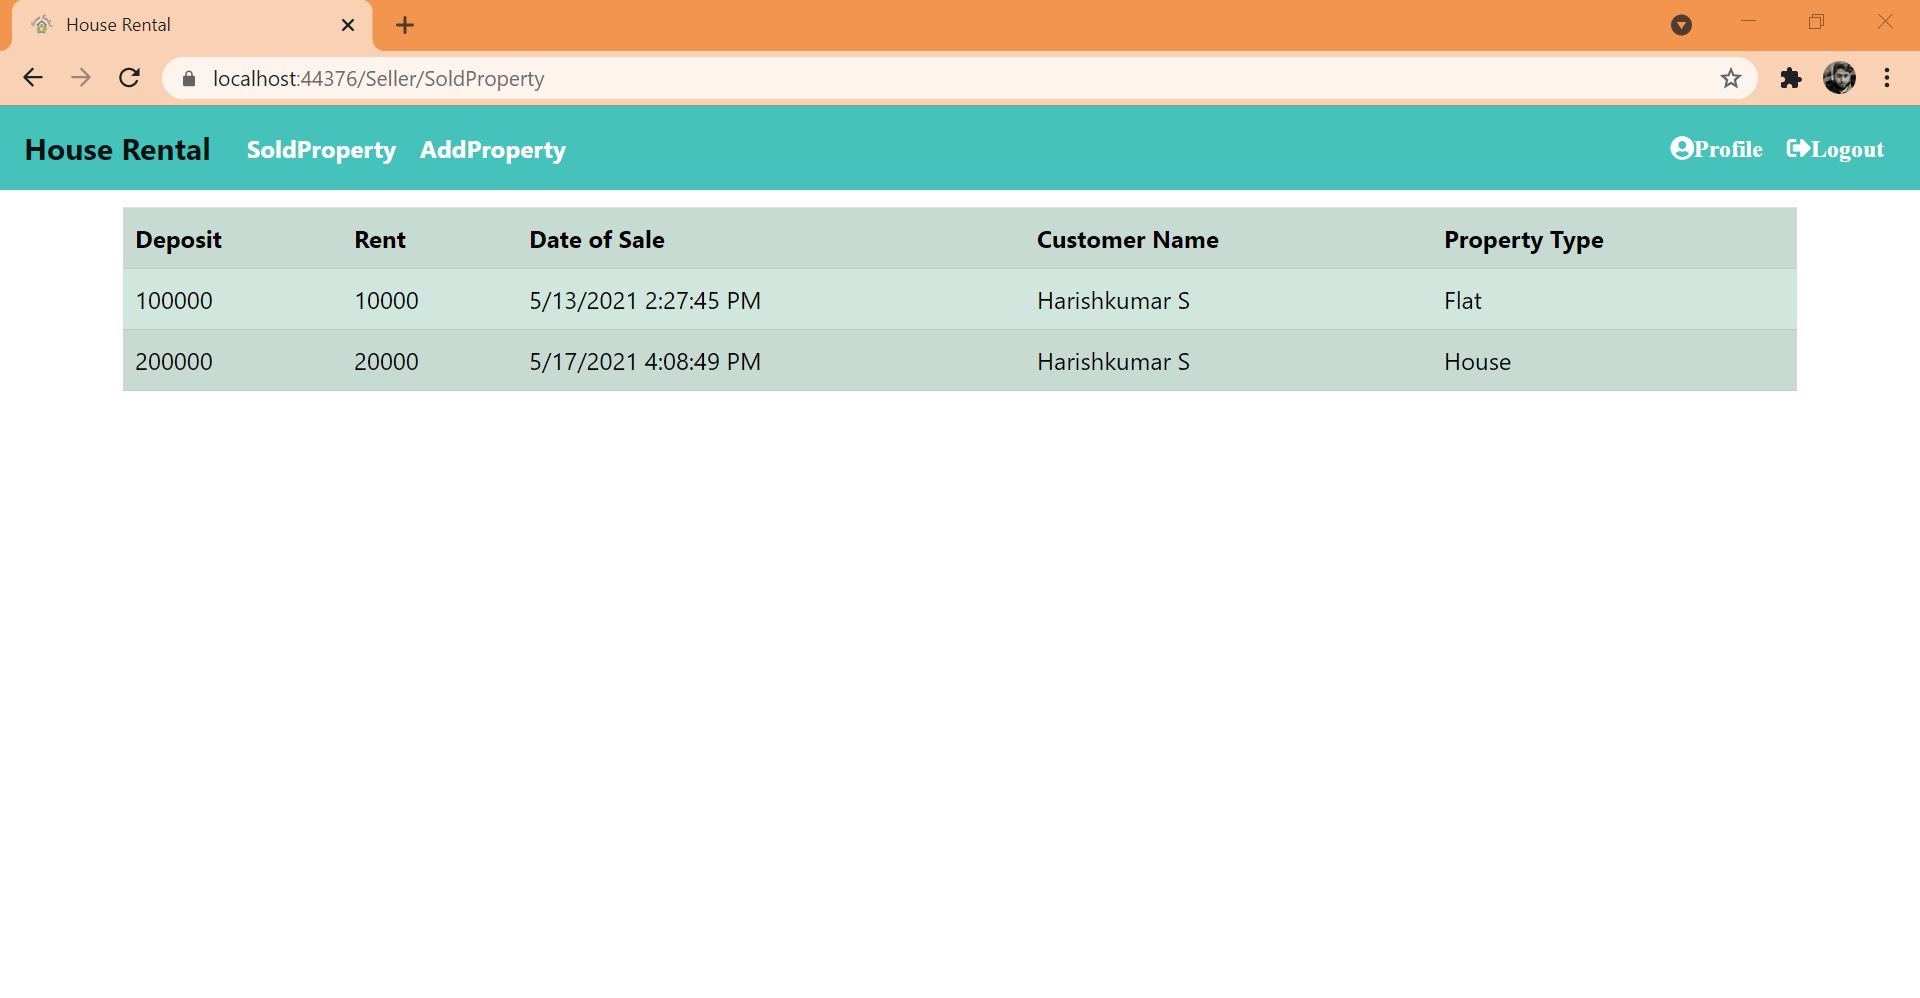 House Rental
localhost:44376/Seller/SoldProperty
House Rental SoldProperty AddProperty Profile Logout
Deposit Rent Date of Sale Customer Name Property Type
100000 10000 5/13/2021 2:27:45 PM Harishkumar S Flat
200000 20000 5/17/2021 4:08:49 PM Harishkumar S House